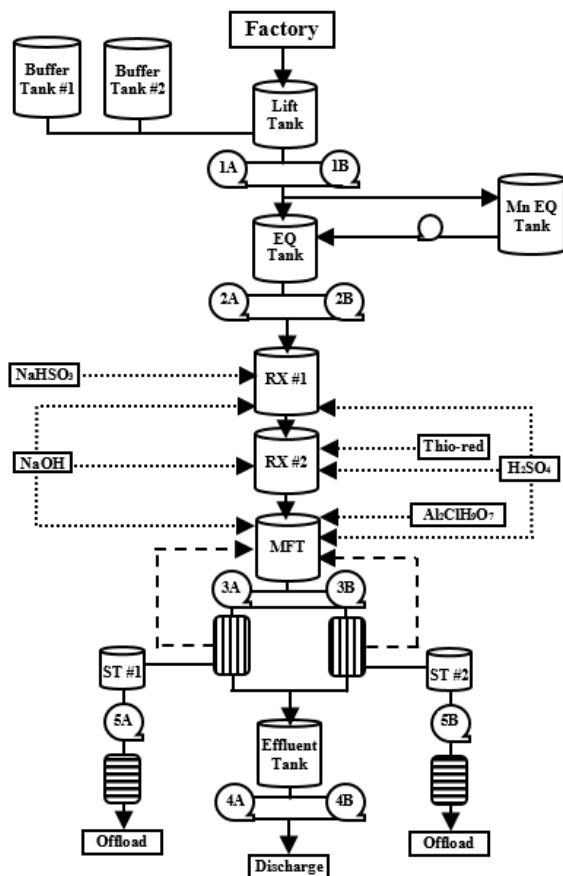 Factory
Buffer
Tank #1
Buffer
Tank #2
Lift
Tank
1A
1B
Mn EQ
Tank
EQ
Tank
2A
2B
NaHSO₃
RX #1
NaOH
RX #2
Thio-red
H₂SO₄
Al₂ClH₉O₇
MFT
3A
3B
ST #1
ST #2
5A
5B
Effluent
Tank
4A
4B
Offload
Offload
Discharge